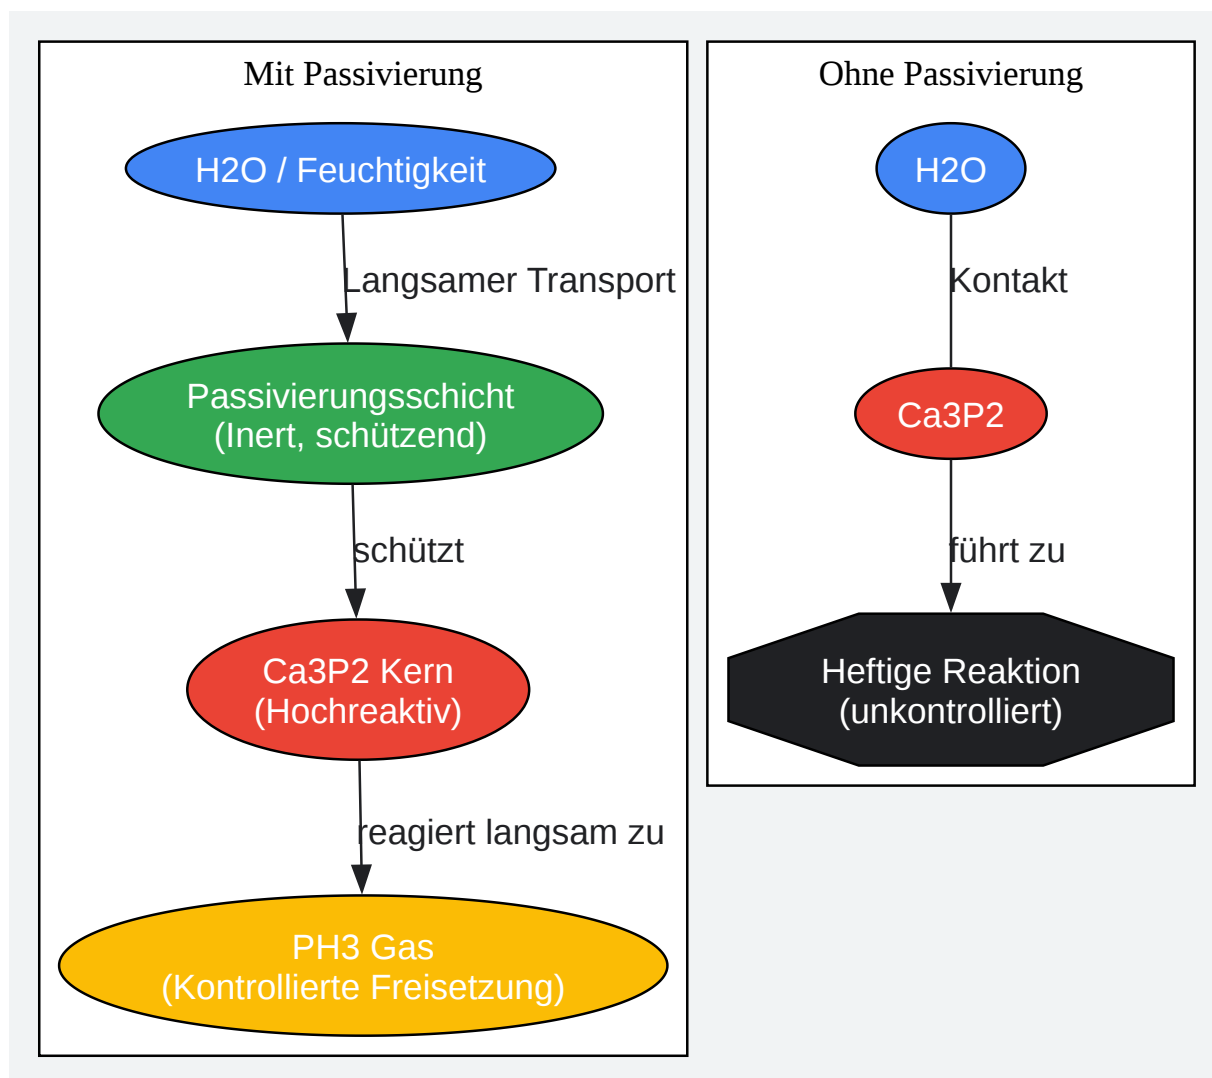 Mit Passivierung
H2O / Feuchtigkeit
Langsamer Transport
Passivierungsschicht
(Inert, schützend)
schützt
Ca3P2 Kern
(Hochreaktiv)
reagiert langsam zu
PH3 Gas
(Kontrollierte Freisetzung)
Ohne Passivierung
H2O
Kontakt
Ca3P2
führt zu
Heftige Reaktion
(unkontrolliert)